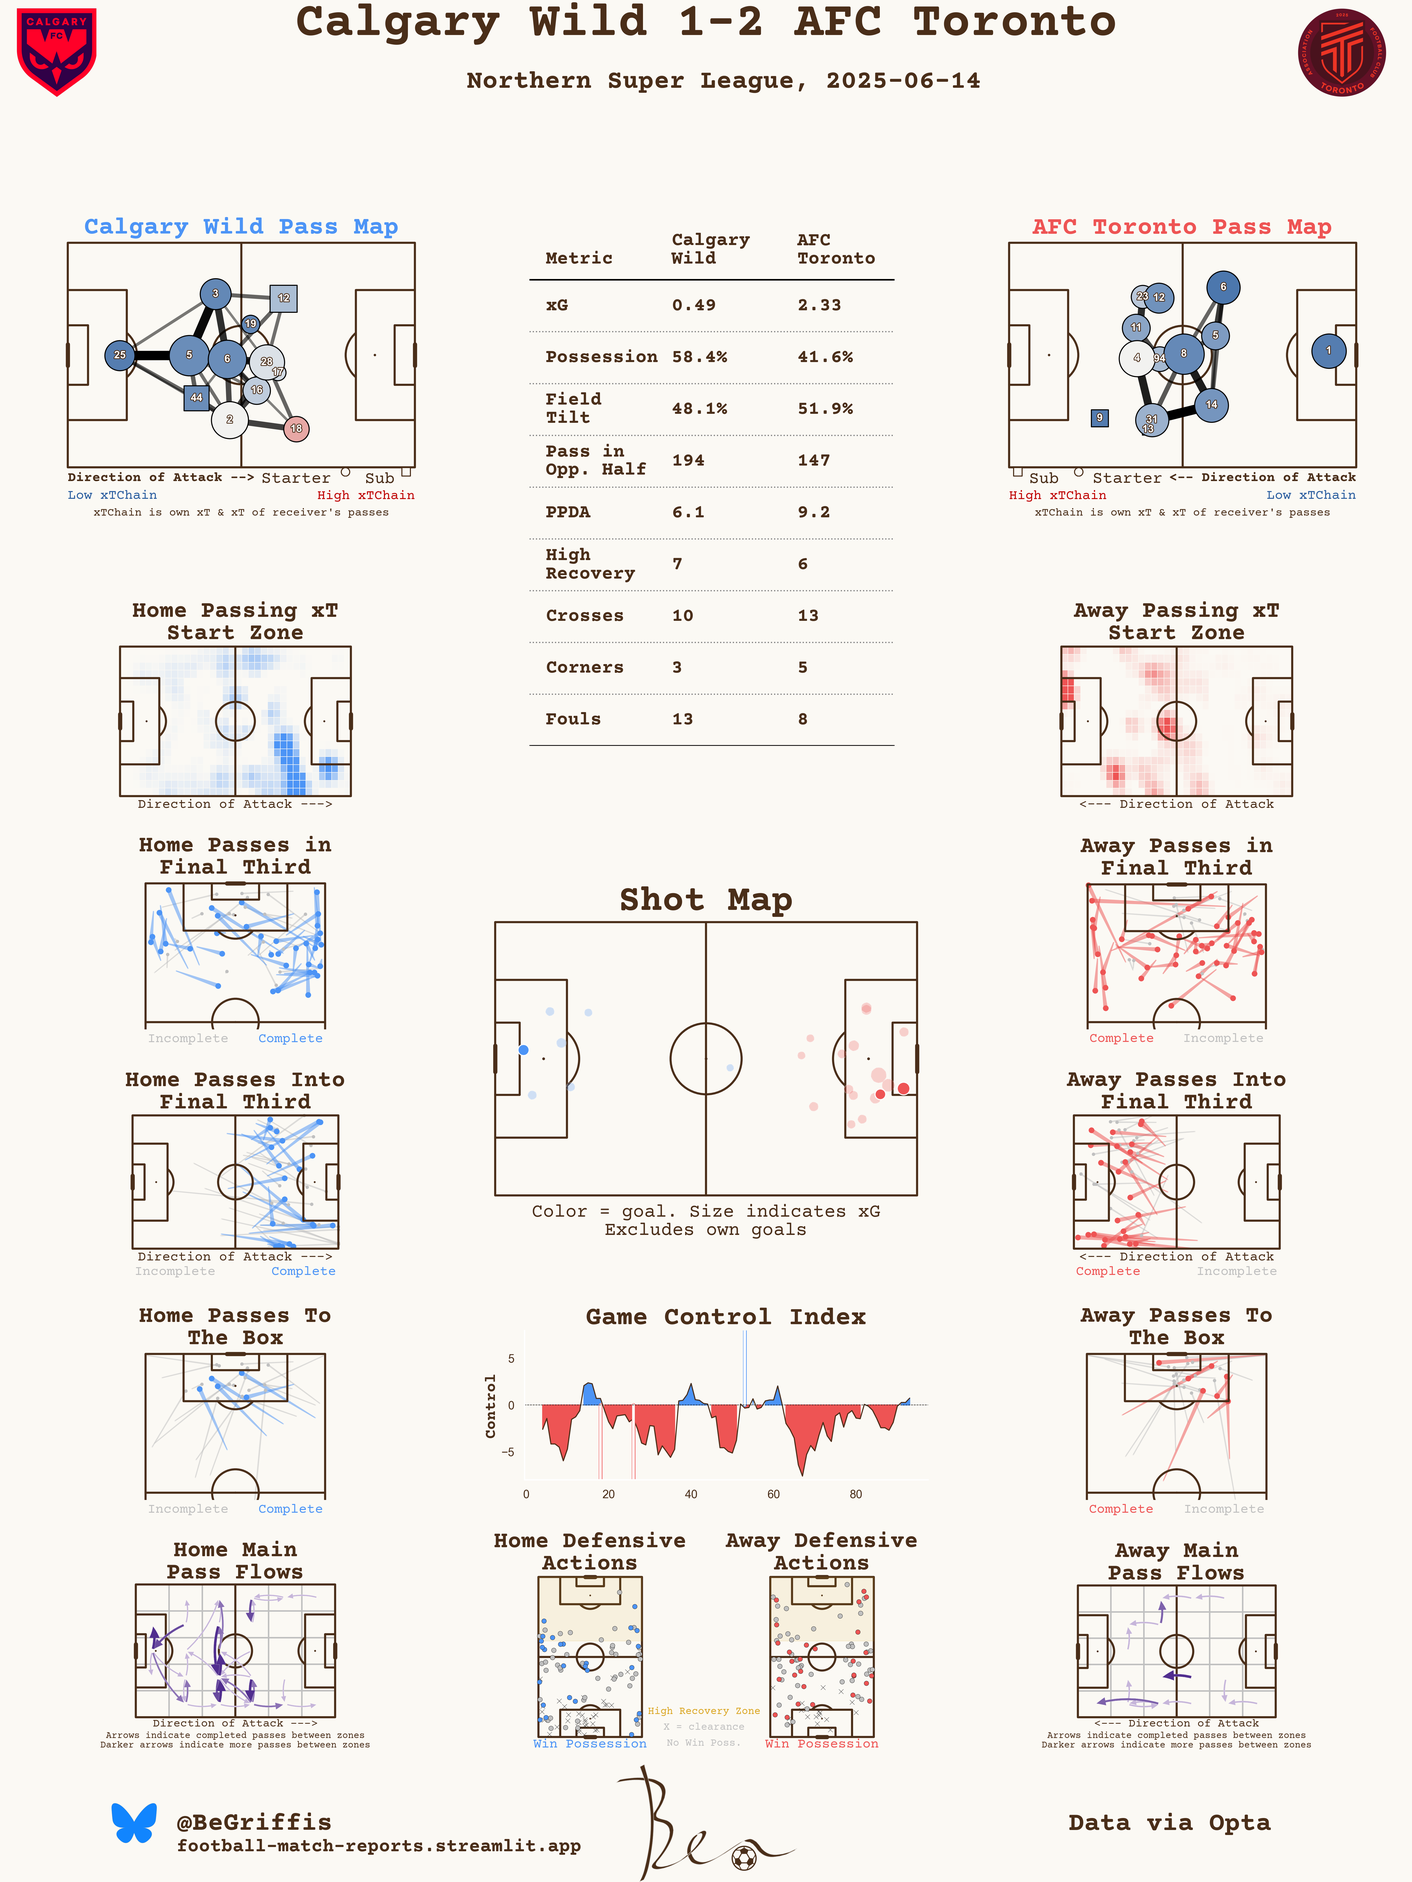 Calgary Wild 1-2 AFC Toronto
Northern Super League, 2025-06-14
CALGARY
FC
2022
ASSOCIATION
FOOTBALL CLUB
TORONTO
Calgary Wild Pass Map
3
12
19
25
5
6
28
17
16
44
2
18
Direction of Attack --> Starter Sub
Low xTChain High xTChain
xTChain is own xT & xT of receiver's passes
Metric Calgary Wild AFC Toronto
xG 0.49 2.33
Possession 58.4% 41.6%
Field Tilt 48.1% 51.9%
Pass in Opp. Half 194 147
PPDA 6.1 9.2
High Recovery 7 6
Crosses 10 13
Corners 3 5
Fouls 13 8
AFC Toronto Pass Map
6
23 12
11
5
4 94 8
1
9
31
13
14
Sub Starter <-- Direction of Attack
High xTChain Low xTChain
xTChain is own xT & xT of receiver's passes
Home Passing xT
Start Zone
Direction of Attack --->
Away Passing xT
Start Zone
<--- Direction of Attack
Home Passes in
Final Third
Incomplete Complete
Away Passes in
Final Third
Complete Incomplete
Shot Map
Color = goal. Size indicates xG
Excludes own goals
Home Passes Into
Final Third
Direction of Attack --->
Incomplete Complete
Away Passes Into
Final Third
<--- Direction of Attack
Complete Incomplete
Home Passes To
The Box
Incomplete Complete
Game Control Index
Control
5
0
−5
0 20 40 60 80
Away Passes To
The Box
Complete Incomplete
Home Main
Pass Flows
Direction of Attack --->
Arrows indicate completed passes between zones
Darker arrows indicate more passes between zones
Home Defensive
Actions
Win Possession
High Recovery Zone
X = clearance
No Win Poss.
Away Defensive
Actions
Win Possession
Away Main
Pass Flows
<--- Direction of Attack
Arrows indicate completed passes between zones
Darker arrows indicate more passes between zones
@BeGriffis
football-match-reports.streamlit.app
Ben
Data via Opta